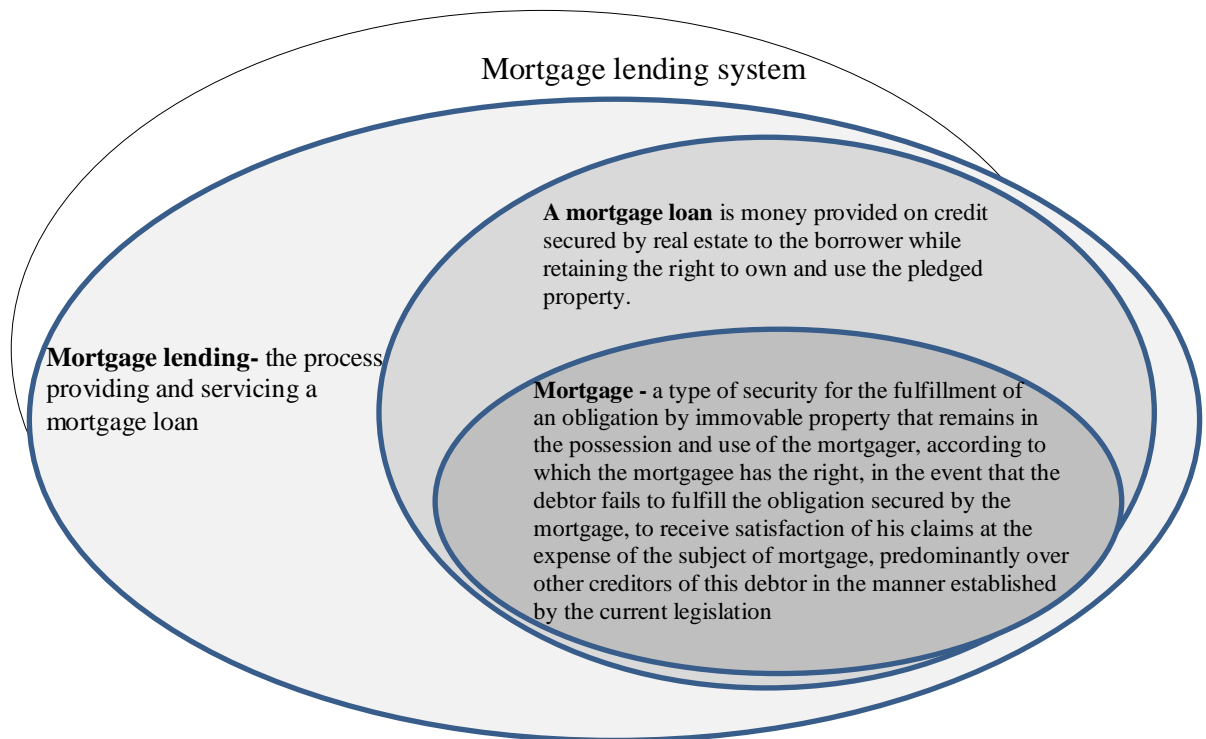 Mortgage lending system
A mortgage loan is money provided on credit
secured by real estate to the borrower while
retaining the right to own and use the pledged
property.
Mortgage lending- the process
providing and servicing a
mortgage loan
Mortgage - a type of security for the fulfillment of
an obligation by immovable property that remains in
the possession and use of the mortgager, according to
which the mortgagee has the right, in the event that the
debtor fails to fulfill the obligation secured by the
mortgage, to receive satisfaction of his claims at the
expense of the subject of mortgage, predominantly over
other creditors of this debtor in the manner established
by the current legislation